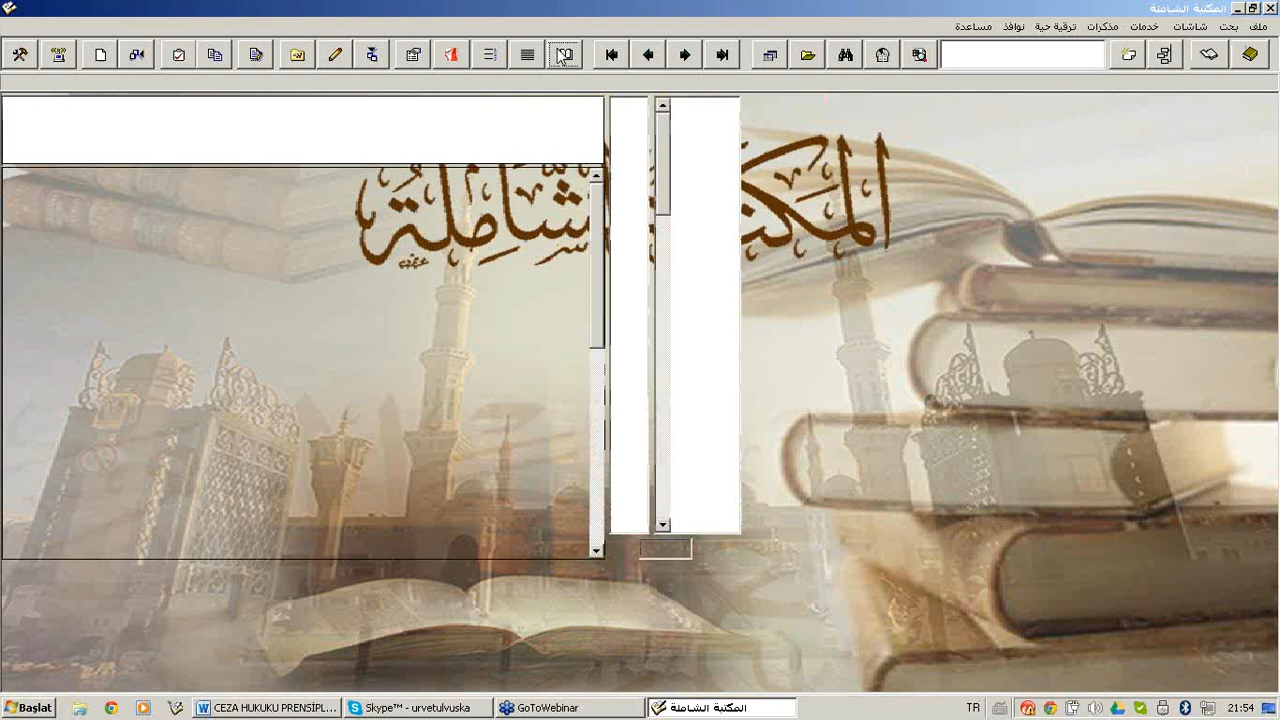 المكتبة الشاملة
ملف بحث شاشات خدمات مذكرات ترقية حية نوافذ مساعدة
المكتبة الشاملة
Başlat
CEZA HUKUKU PRENSİPL...
Skype™ - urvetulvuska
GoToWebinar
المكتبة الشاملة
TR
21:54